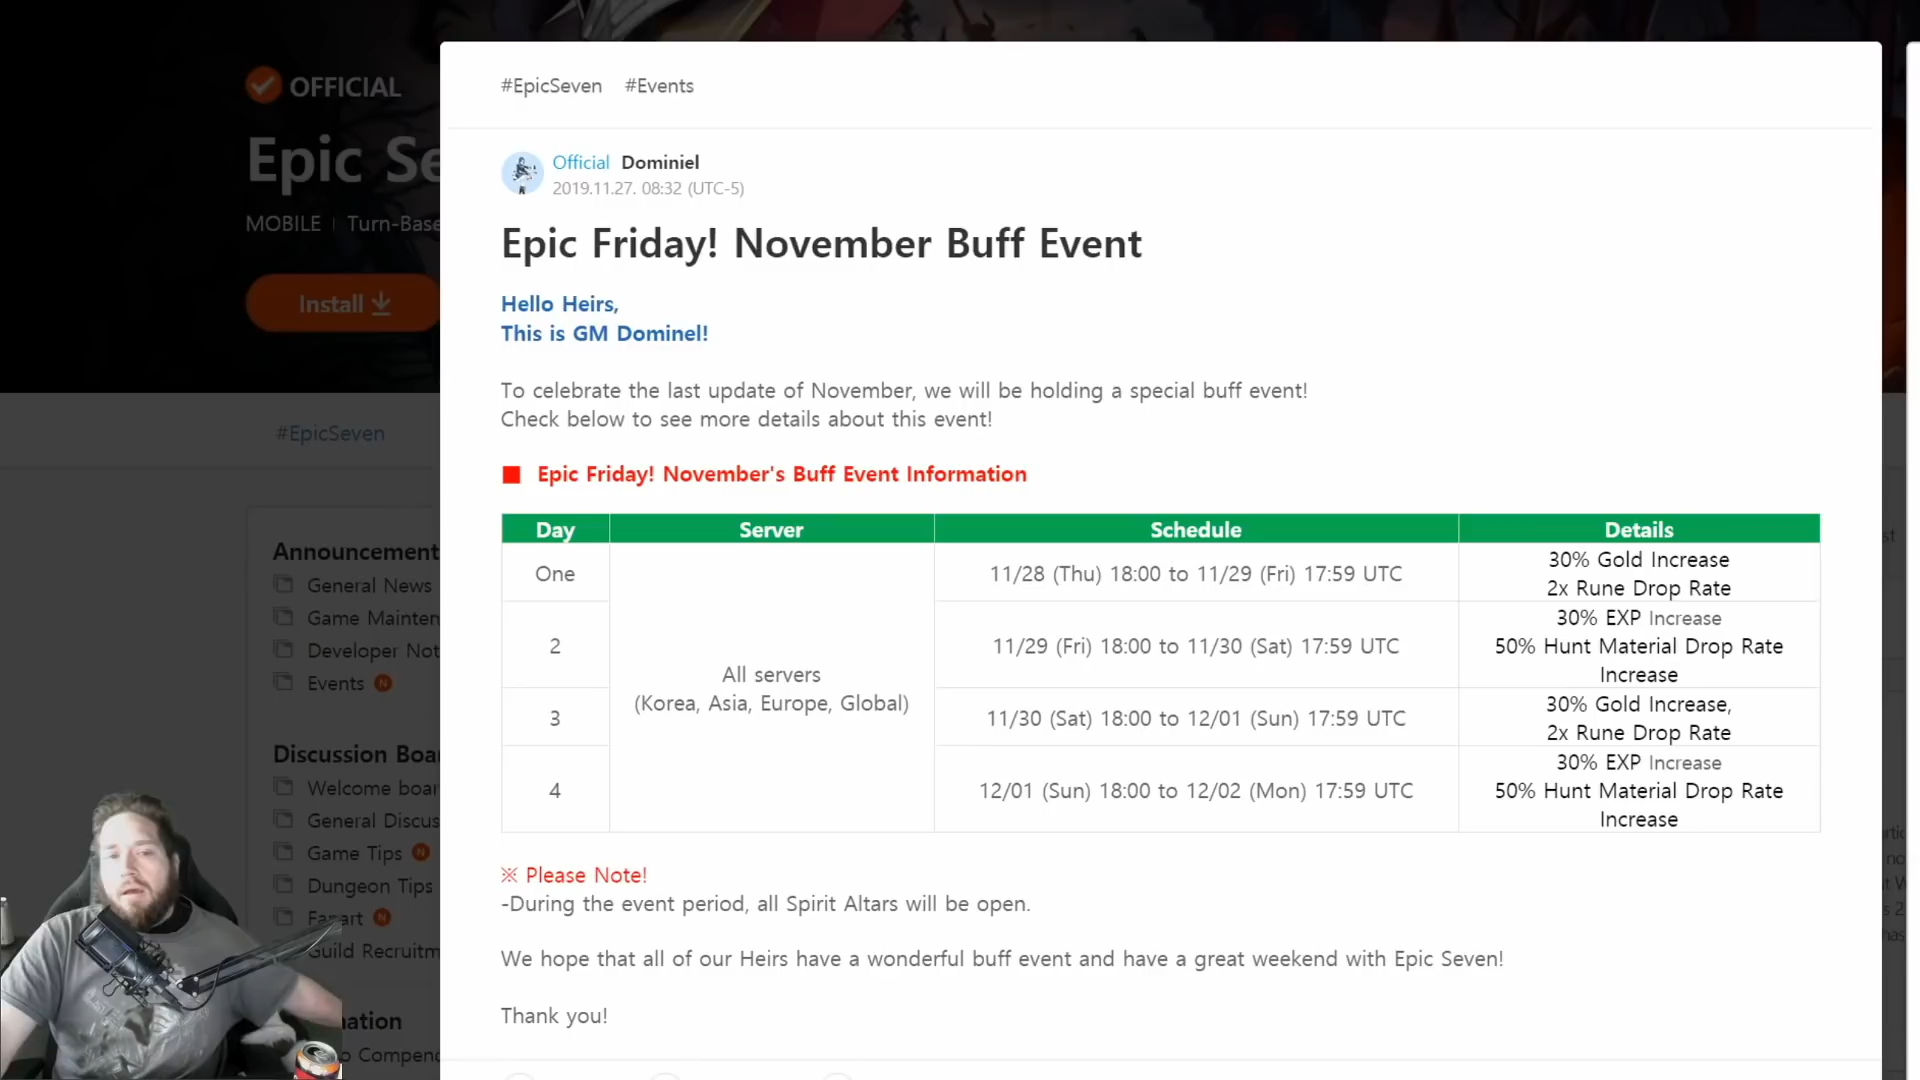 OFFICIAL
Epic Se
MOBILE | Turn-Base
Install
#EpicSeven
Announcement
General News
Game Mainten
Developer Not
Events N
Discussion Boa
Welcome boar
General Discus
Game Tips N
Dungeon Tips
Fanart N
Guild Recruitm
mation
o Compend
#EpicSeven #Events
Official Dominiel
2019.11.27. 08:32 (UTC-5)
Epic Friday! November Buff Event
Hello Heirs,
This is GM Dominel!
To celebrate the last update of November, we will be holding a special buff event!
Check below to see more details about this event!
■ Epic Friday! November's Buff Event Information
Day Server Schedule Details
One 11/28 (Thu) 18:00 to 11/29 (Fri) 17:59 UTC 30% Gold Increase
2x Rune Drop Rate
2 11/29 (Fri) 18:00 to 11/30 (Sat) 17:59 UTC 30% EXP Increase
50% Hunt Material Drop Rate
Increase
All servers
(Korea, Asia, Europe, Global)
3 11/30 (Sat) 18:00 to 12/01 (Sun) 17:59 UTC 30% Gold Increase,
2x Rune Drop Rate
4 12/01 (Sun) 18:00 to 12/02 (Mon) 17:59 UTC 30% EXP Increase
50% Hunt Material Drop Rate
Increase
※ Please Note!
-During the event period, all Spirit Altars will be open.
We hope that all of our Heirs have a wonderful buff event and have a great weekend with Epic Seven!
Thank you!